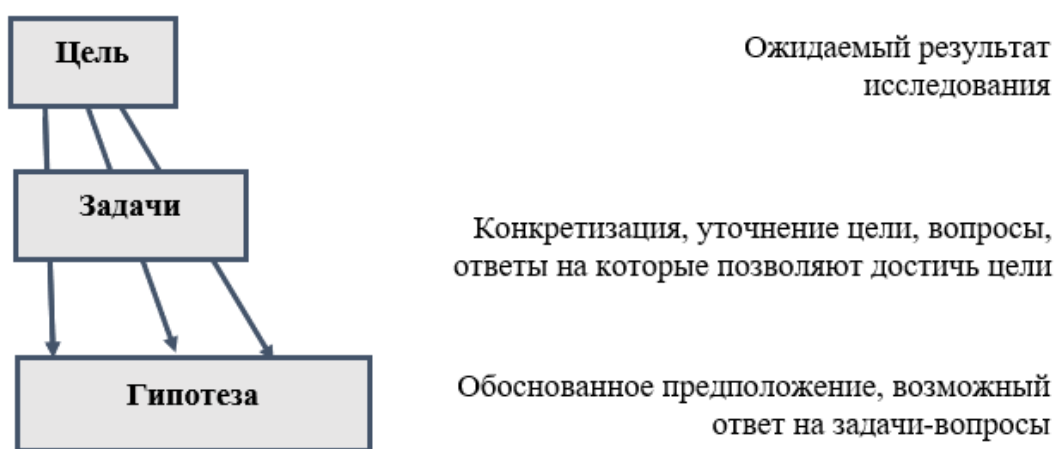 Цель
Ожидаемый результат
исследования
Задачи
Конкретизация, уточнение цели, вопросы,
ответы на которые позволяют достичь цели
Гипотеза
Обоснованное предположение, возможный
ответ на задачи-вопросы